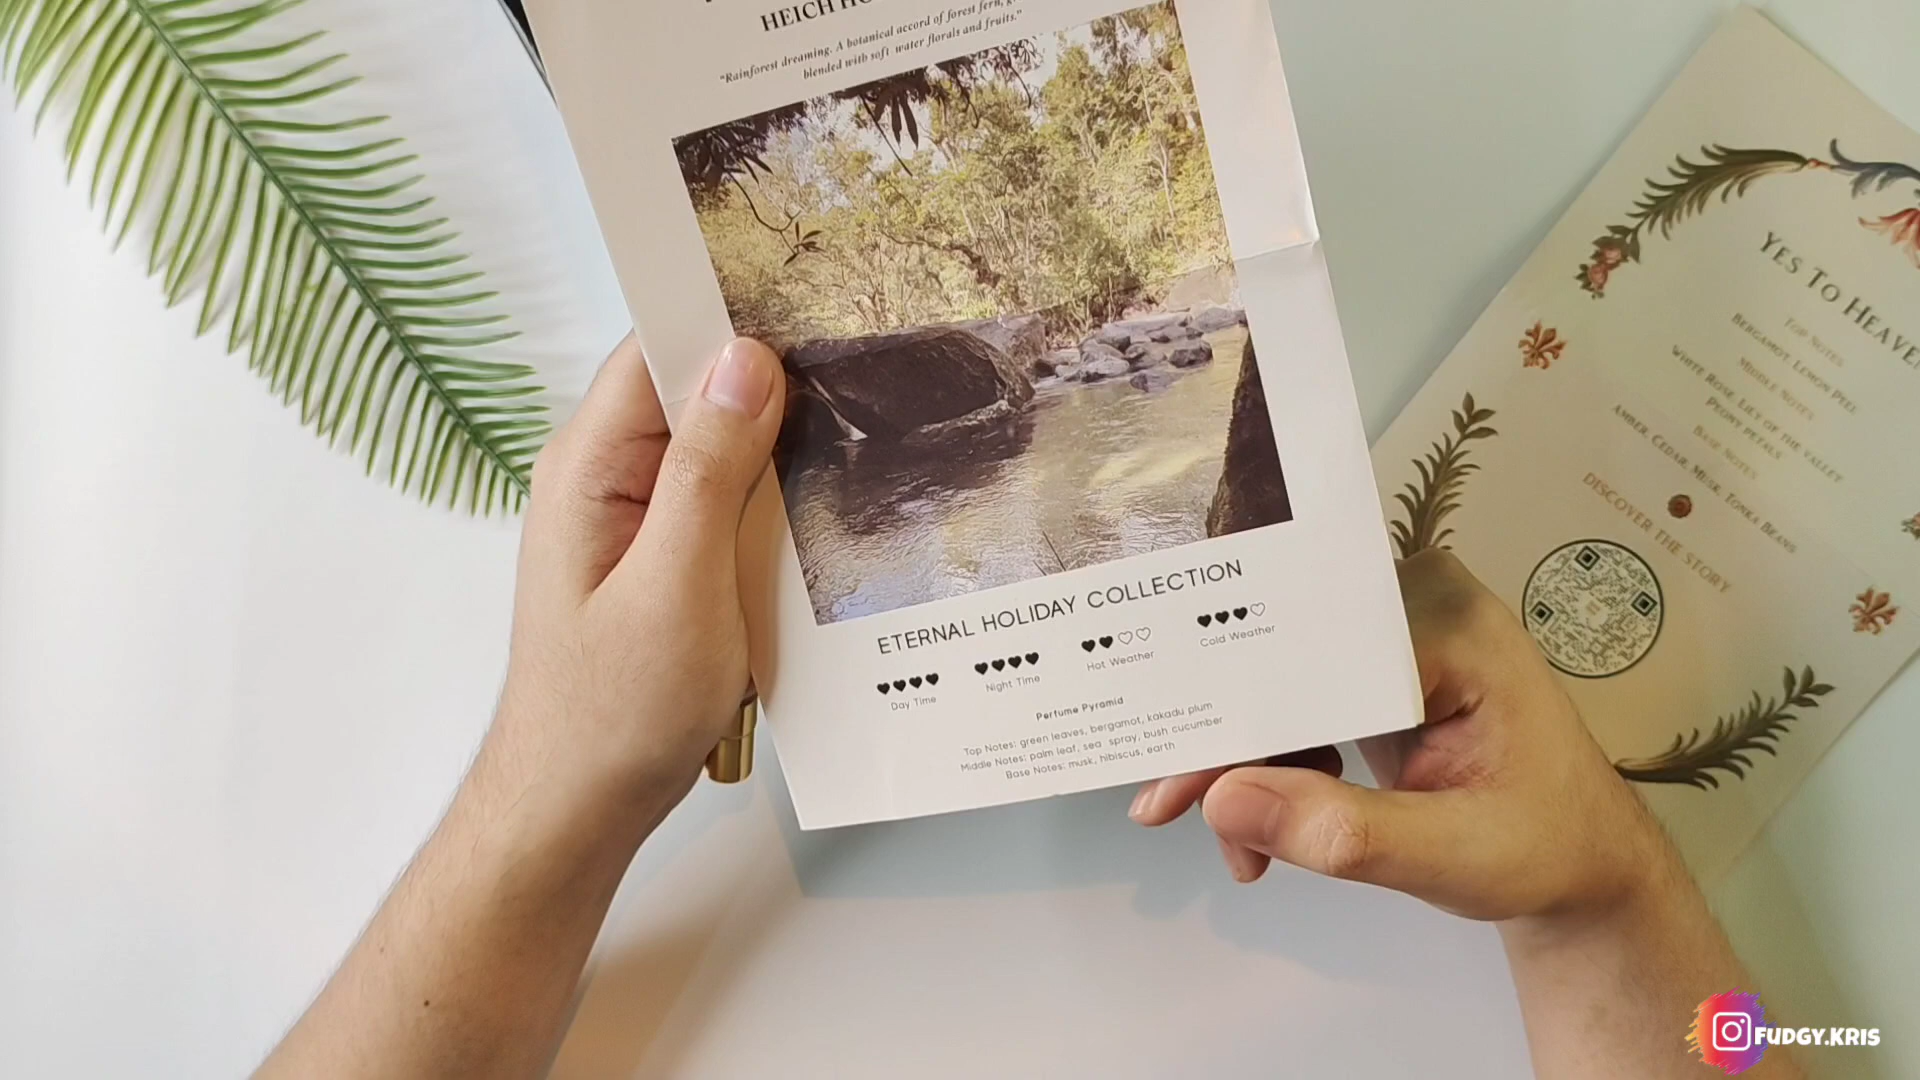 HEICH
"Rainforest dreaming. A botanical accord of forest fern,
blended with soft-water florals and fruits."
ETERNAL HOLIDAY COLLECTION
Day Time
Night Time
Hot Weather
Cold Weather
Perfume Pyramid
Top Notes: green leaves, bergamot, kakadu plum
Middle Notes: palm leaf, sea spray, bush cucumber
Base Notes: musk, hibiscus, earth
YES TO
TOP NOTES
BERGAMOT, LEMON PEEL
MIDDLE NOTES
WHITE ROSE, LILY OF THE VALLEY
PEONY PETALS
BASE NOTES
AMBER, CEDAR, MUSK, TONKA BEANS
DISCOVER THE STORY
FUDGY.KRIS